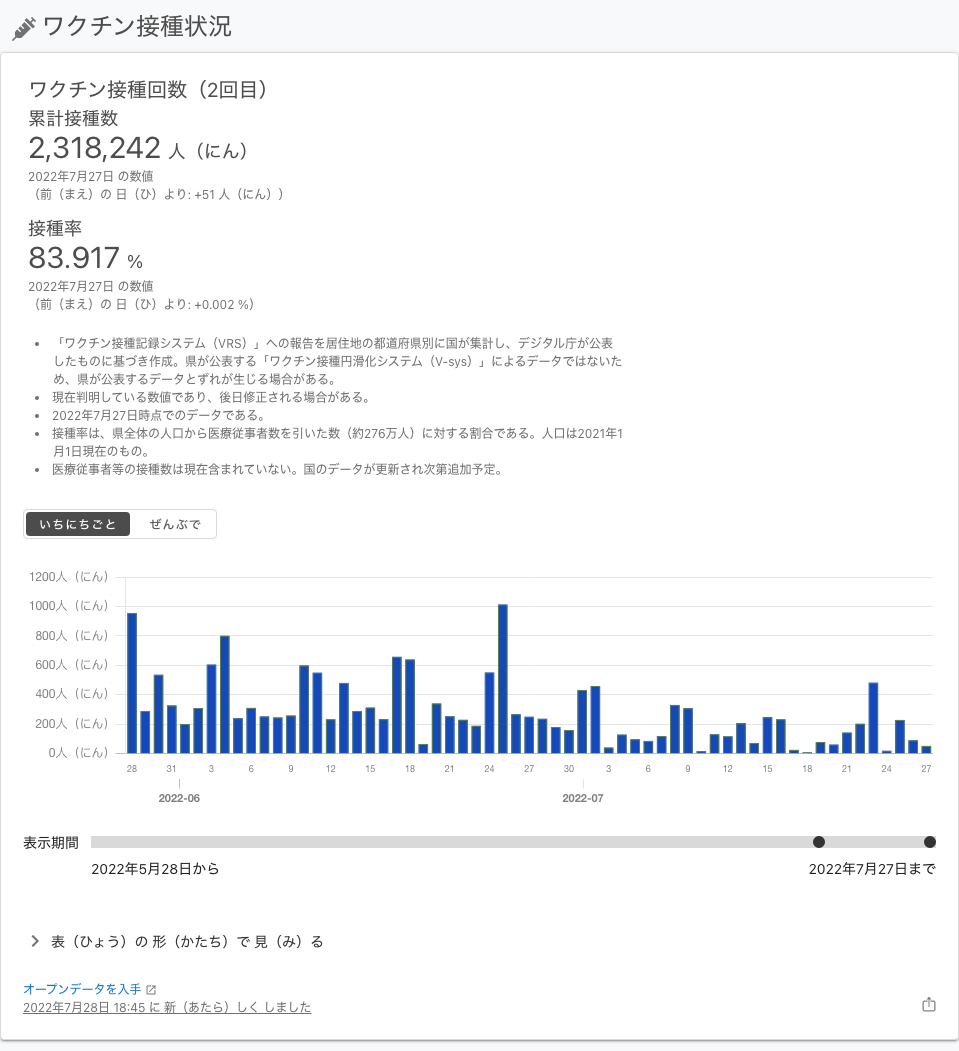 ワクチン接種状況
ワクチン接種回数（2回目）
累計接種数
2,318,242 人（にん）
2022年7月27日 の数値
（前（まえ）の 日（ひ）より: +51 人（にん））
接種率
83.917 %
2022年7月27日 の数値
（前（まえ）の 日（ひ）より: +0.002 %）
• 「ワクチン接種記録システム（VRS）」への報告を居住地の都道府県別に国が集計し、デジタル庁が公表
したものに基づき作成。県が公表する「ワクチン接種円滑化システム（V-sys）」によるデータではないた
め、県が公表するデータとずれが生じる場合がある。
• 現在判明している数値であり、後日修正される場合がある。
• 2022年7月27日時点でのデータである。
• 接種率は、県全体の人口から医療従事者数を引いた数（約276万人）に対する割合である。人口は2021年1
月1日現在のもの。
• 医療従事者等の接種数は現在含まれていない。国のデータが更新され次第追加予定。
いちにちごと ぜんぶで
1200人（にん）
1000人（にん）
800人（にん）
600人（にん）
400人（にん）
200人（にん）
0人（にん）
28 31 3 6 9 12 15 18 21 24 27 30 3 6 9 12 15 18 21 24 27
2022-06 2022-07
表示期間
2022年5月28日から 2022年7月27日まで
表（ひょう）の 形（かたち）で 見（み）る
オープンデータを入手
2022年7月28日 18:45 に 新（あたら）しく しました